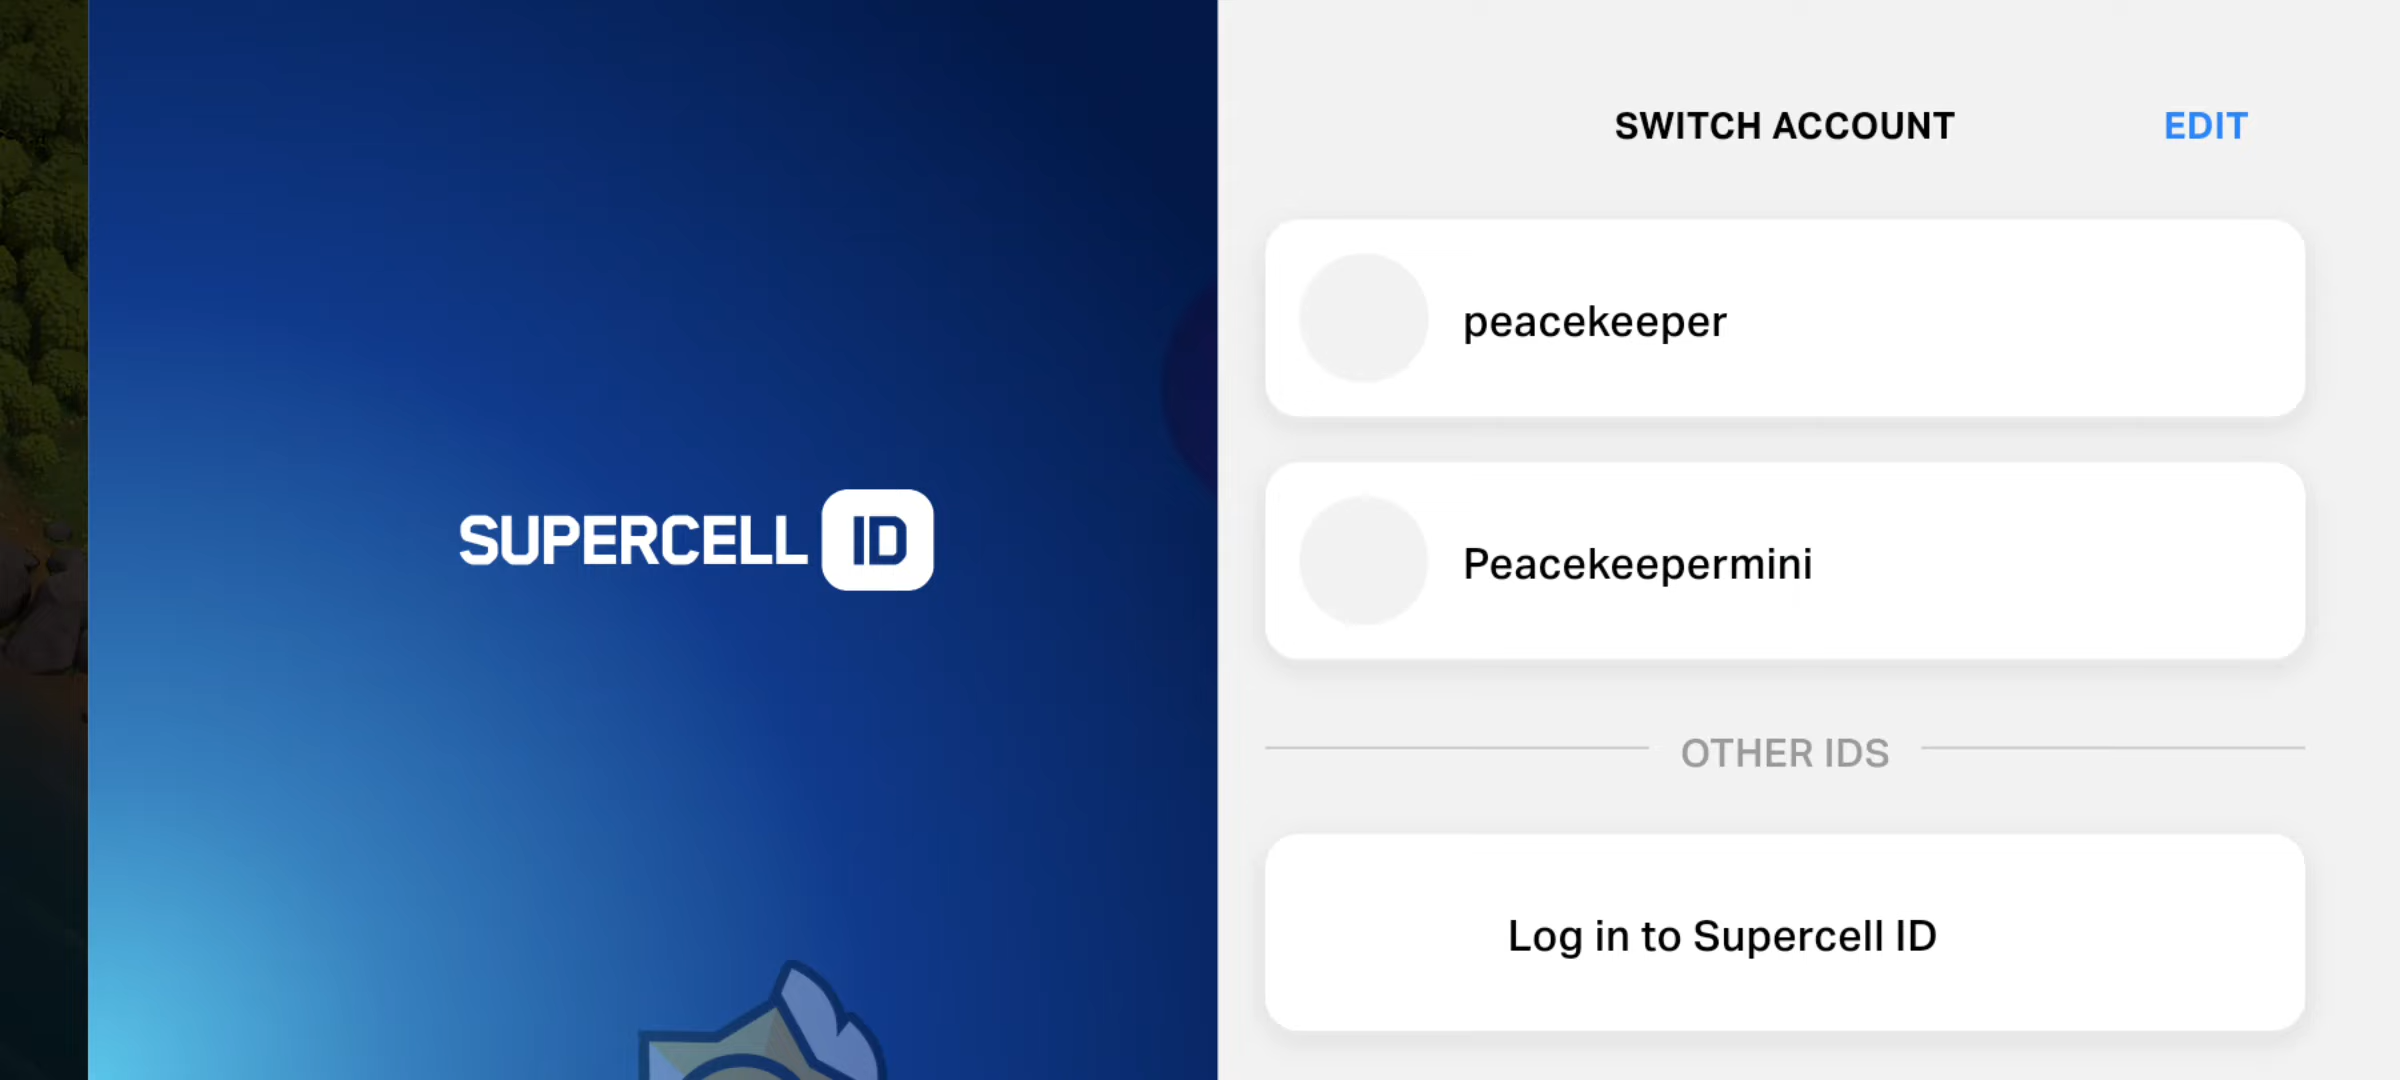 SUPERCELL ID
SWITCH ACCOUNT
EDIT
peacekeeper
Peacekeepermini
OTHER IDS
Log in to Supercell ID